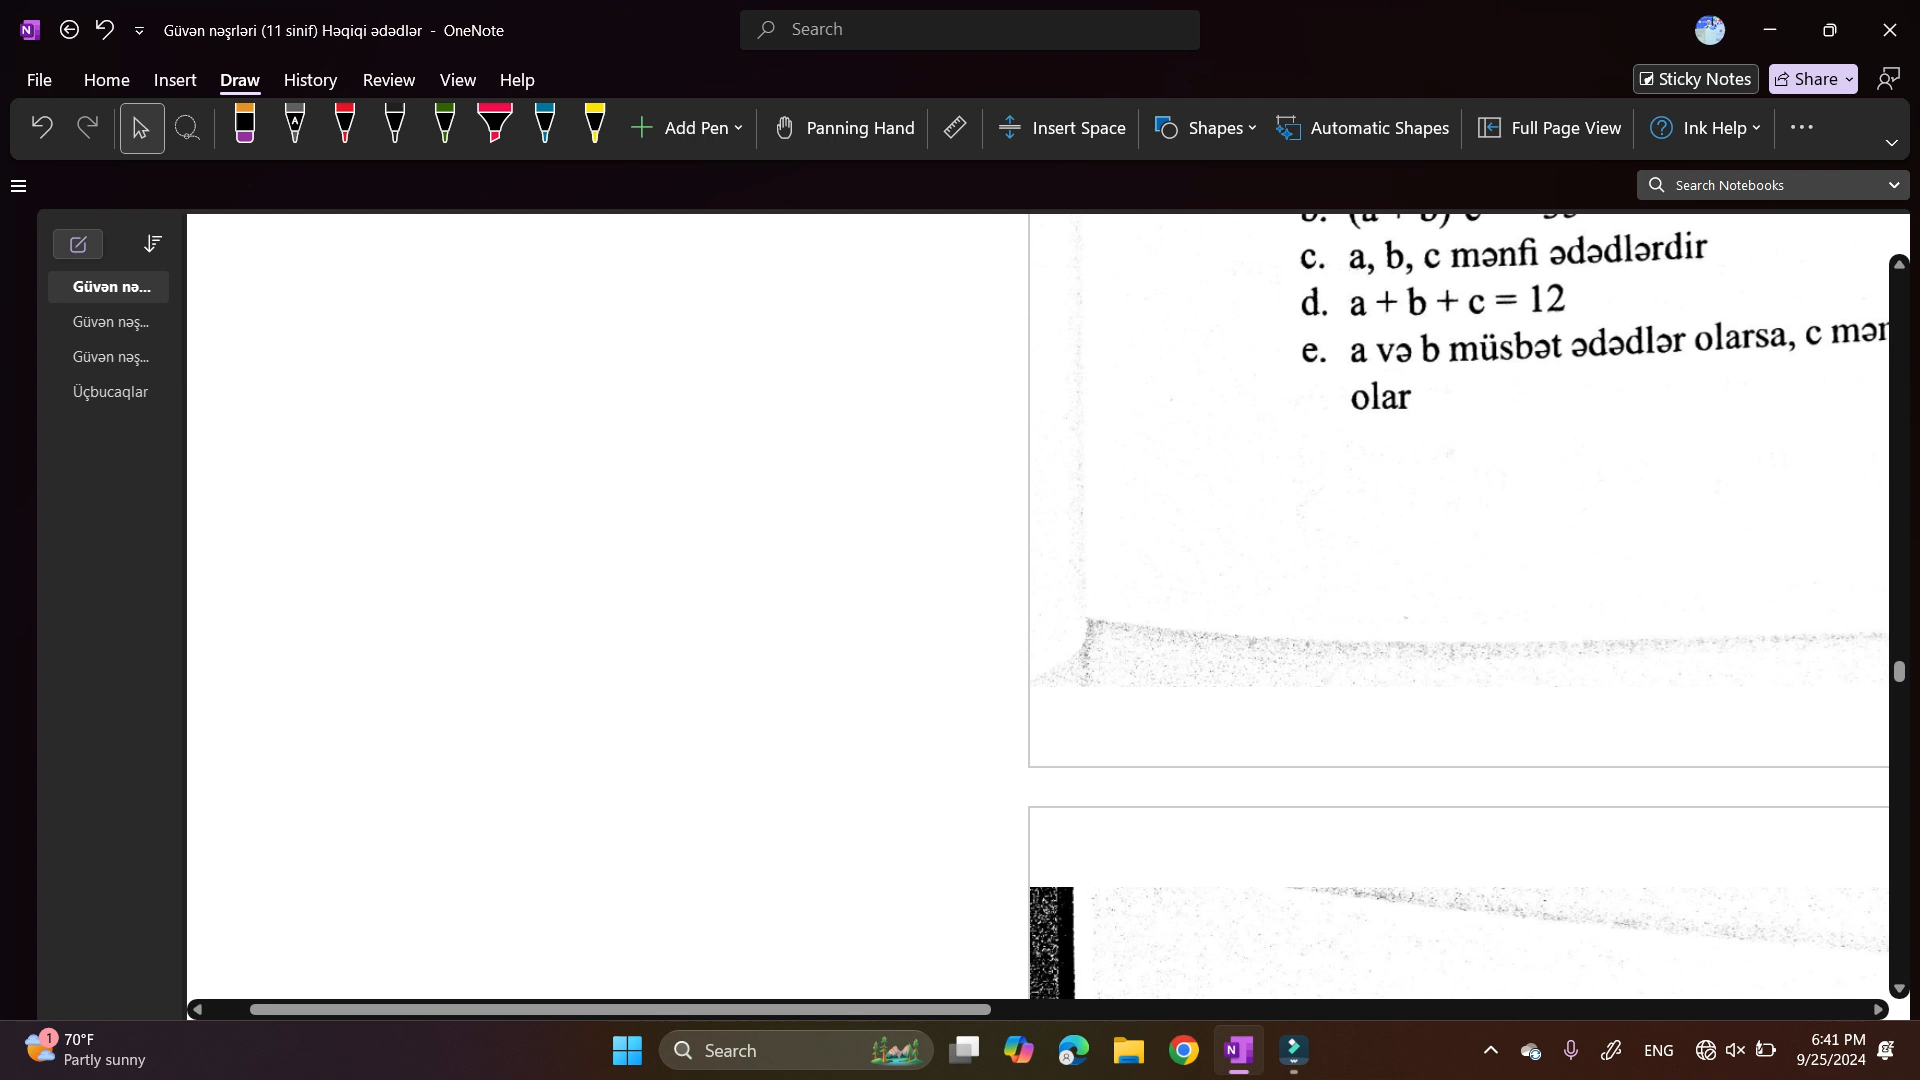 Güvən nəşrləri (11 sinif) Həqiqi ədədlər - OneNote
Search
File Home Insert Draw History Review View Help
Sticky Notes Share
Add Pen Panning Hand Insert Space Shapes Automatic Shapes Full Page View Ink Help
Search Notebooks
Güvən nə...
Güvən nəş...
Güvən nəş...
Üçbucaqlar
c. a, b, c mənfi ədədlərdir
d. a + b + c = 12
e. a və b müsbət ədədlər olarsa, c
olar
1
70°F
Partly sunny
Search
ENG
6:41 PM
9/25/2024